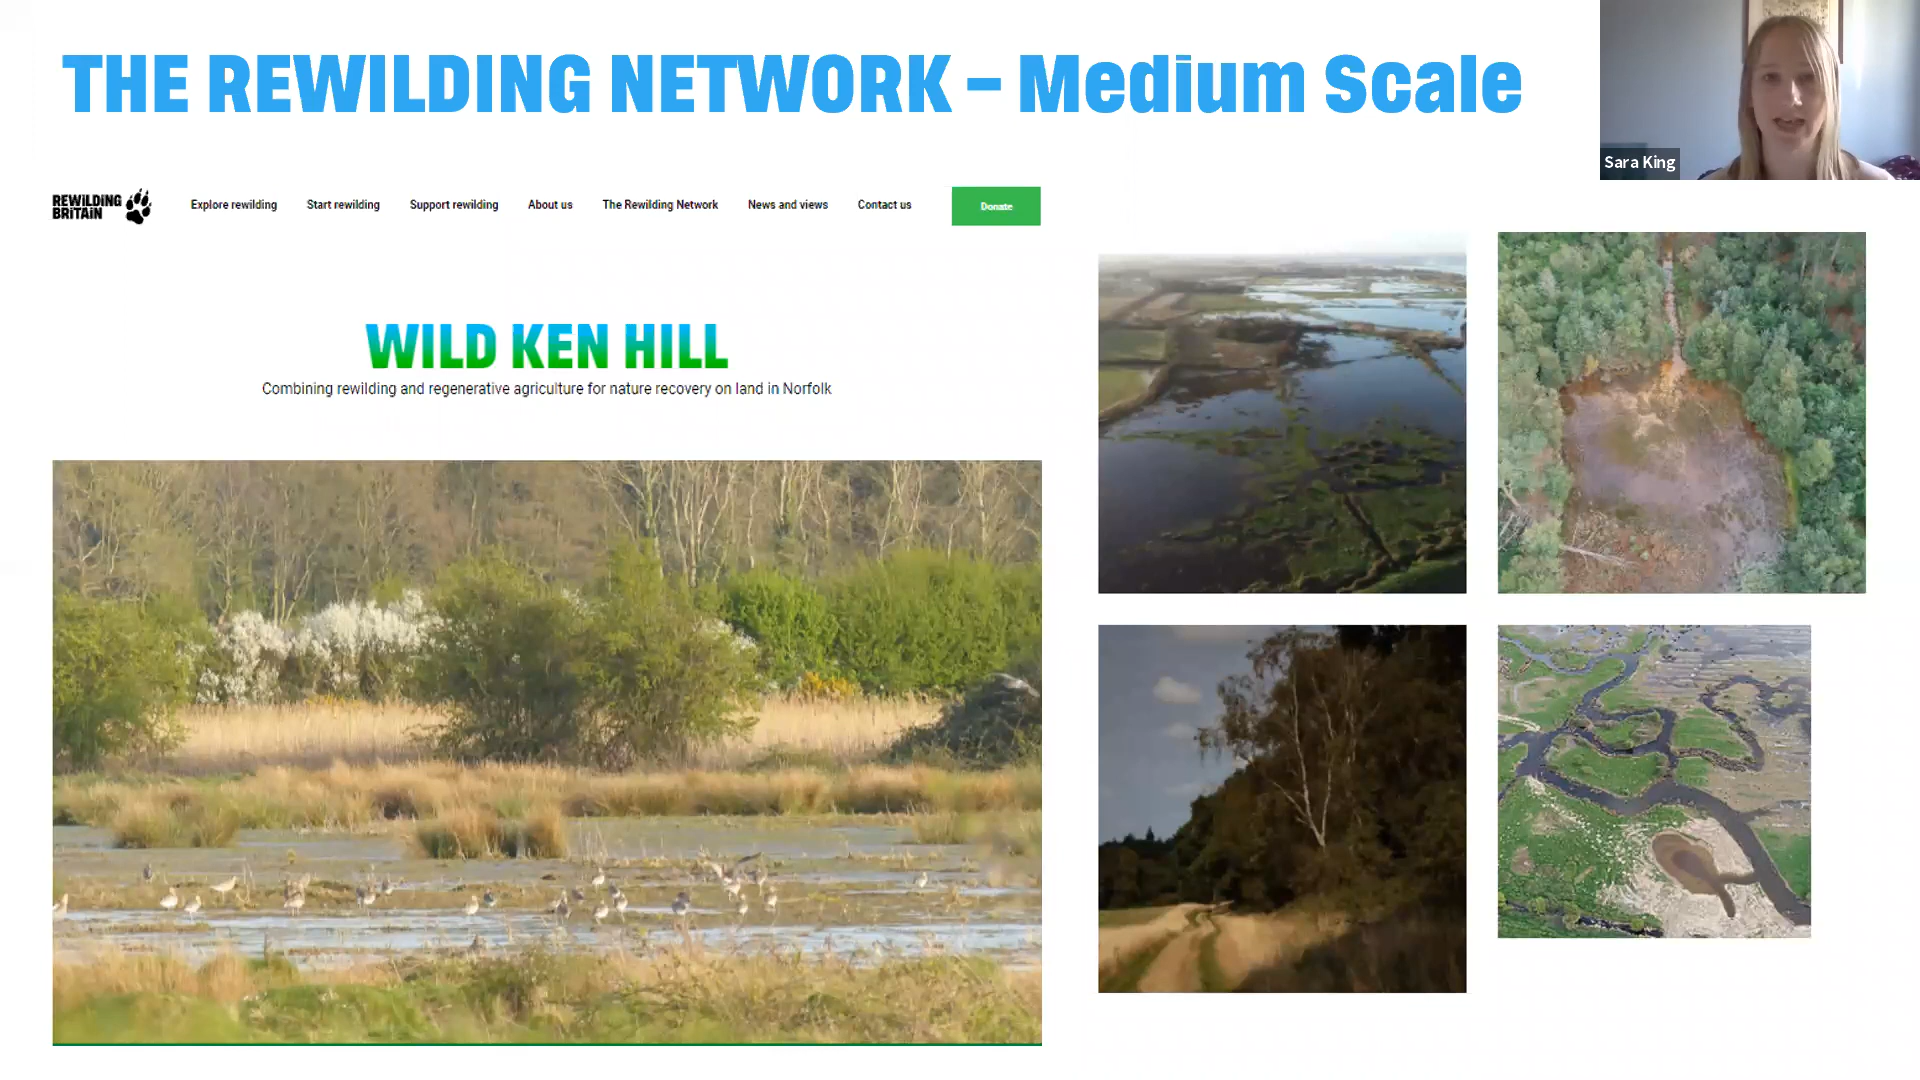 THE REWILDING NETWORK – Medium Scale
Sara King
REWILDING
BRITAIN
Explore rewilding
Start rewilding
Support rewilding
About us
The Rewilding Network
News and views
Contact us
Donate
WILD KEN HILL
Combining rewilding and regenerative agriculture for nature recovery on land in Norfolk